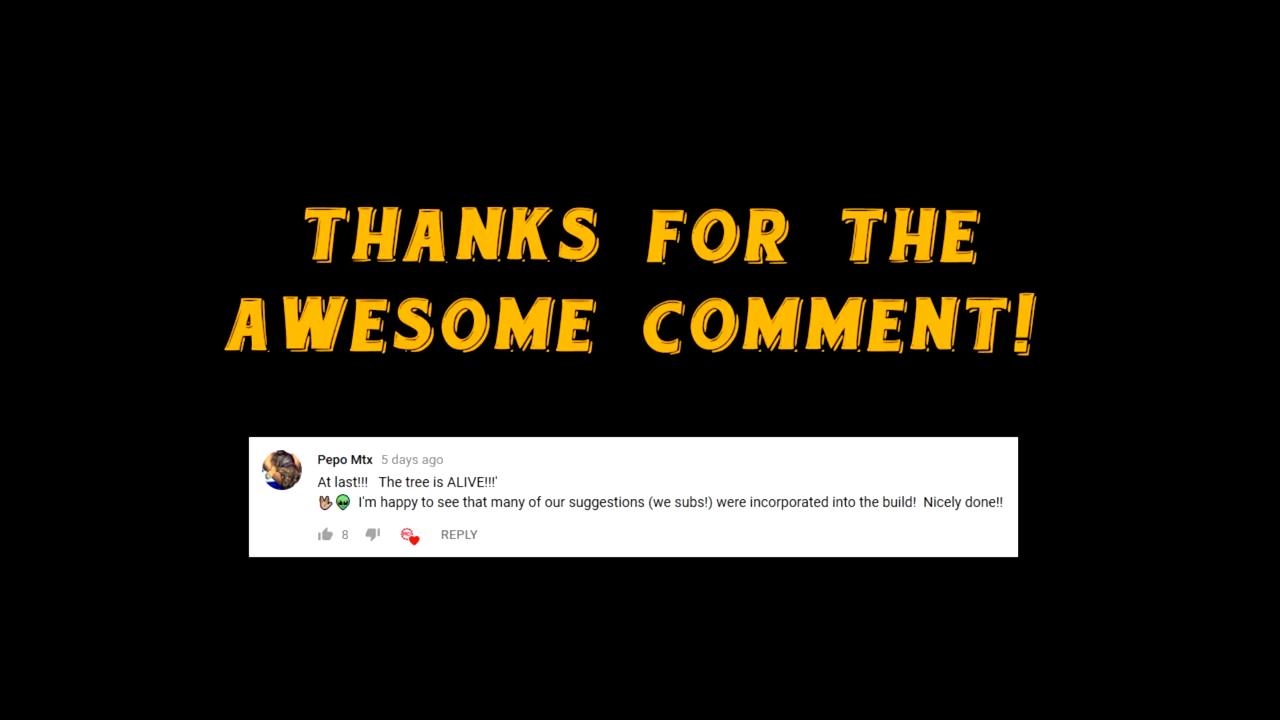 THANKS FOR THE
AWESOME COMMENT!
Pepo Mtx 5 days ago
At last!!! The tree is ALIVE!!!'
🖖🏼👽 I'm happy to see that many of our suggestions (we subs!) were incorporated into the build! Nicely done!!
8 REPLY